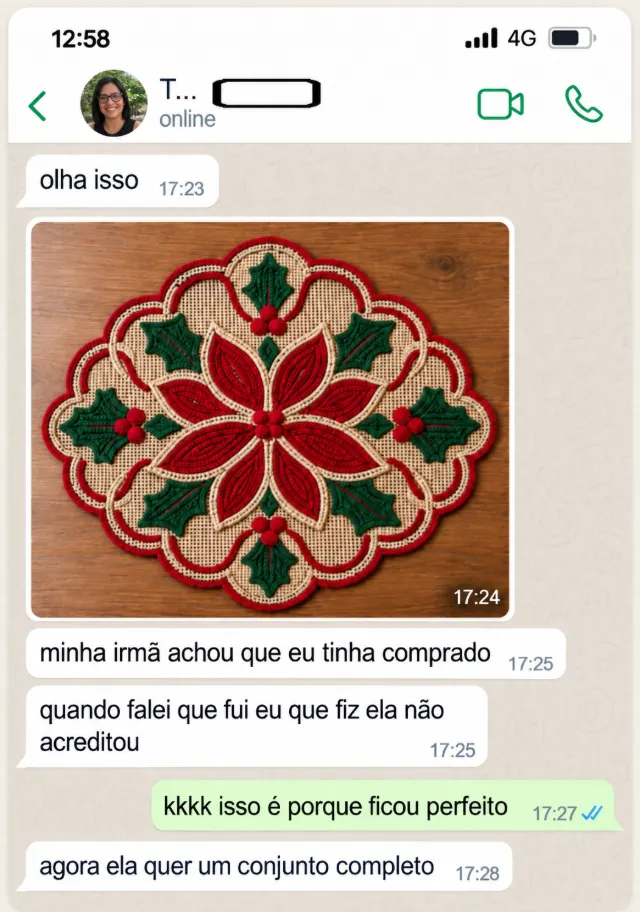 12:58
4G
T...
online
olha isso 17:23
17:24
minha irmã achou que eu tinha comprado 17:25
quando falei que fui eu que fiz ela não
acreditou 17:25
kkkk isso é porque ficou perfeito 17:27
agora ela quer um conjunto completo 17:28